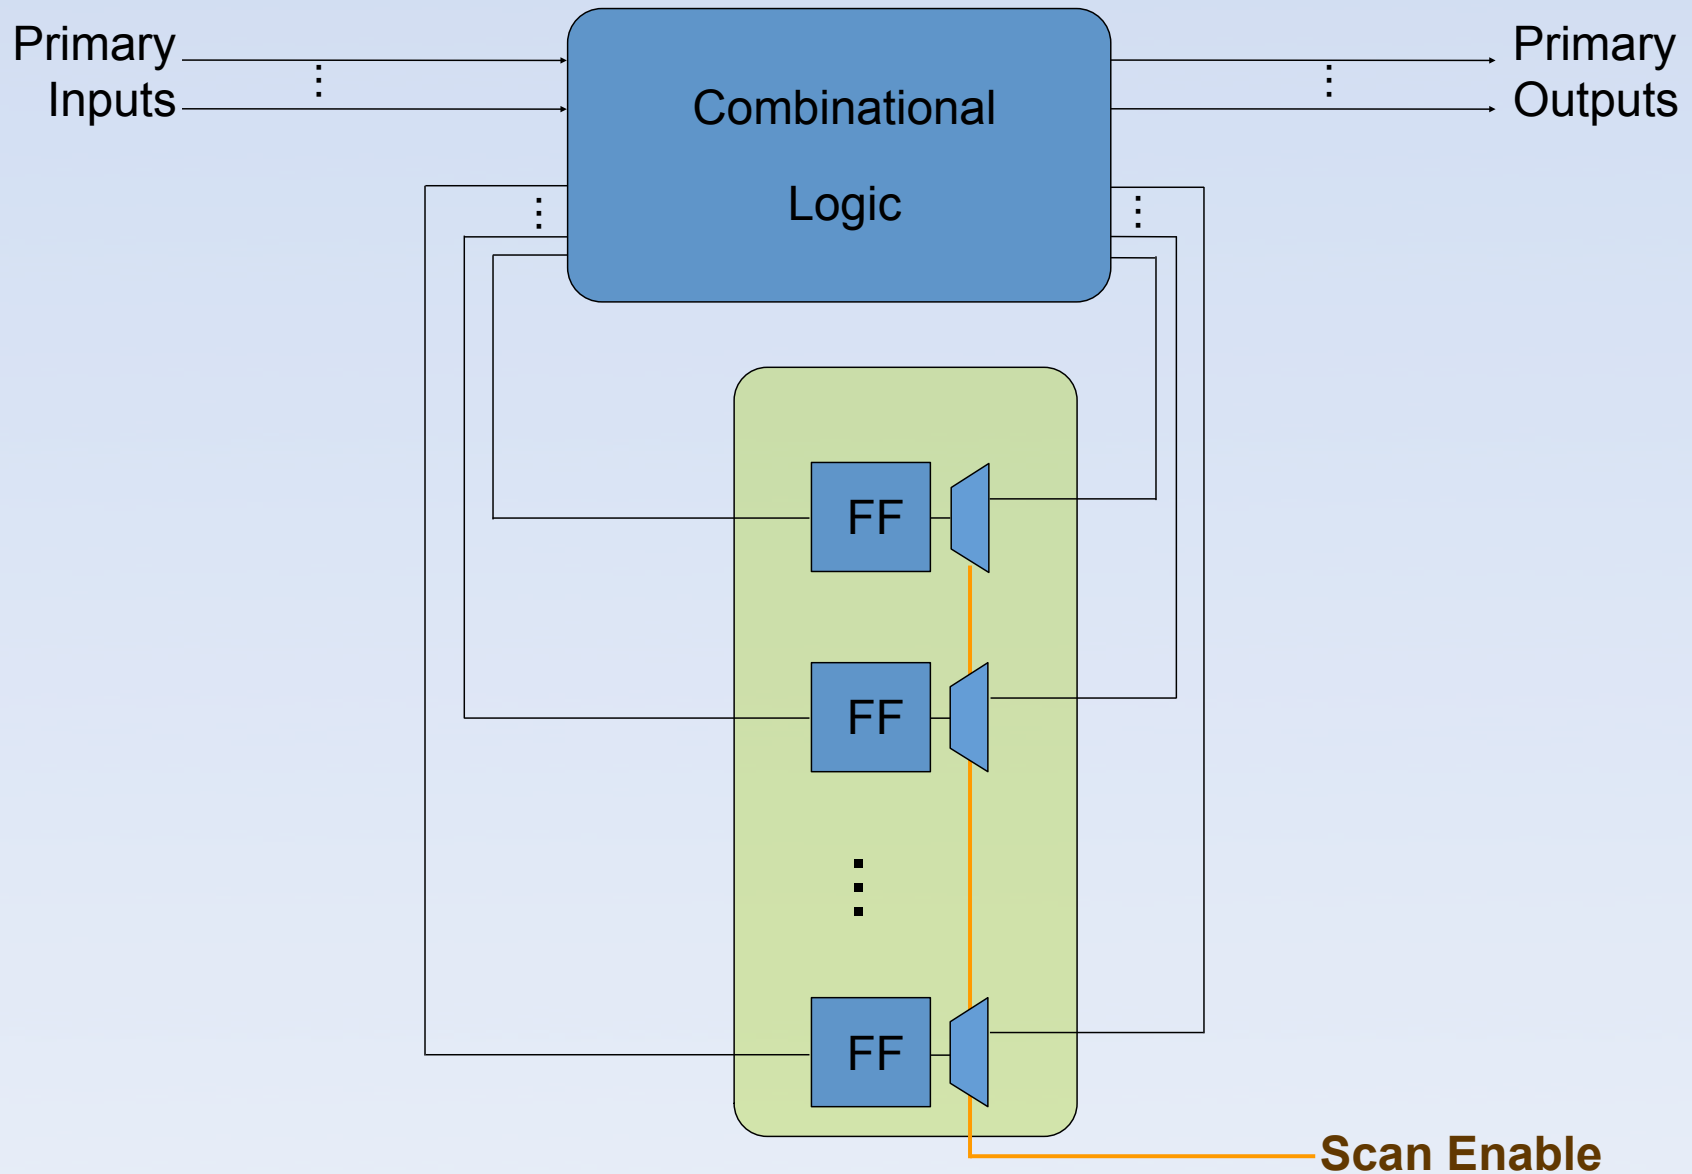 Primary
Inputs
Combinational
Logic
Primary
Outputs
FF
FF
FF
Scan Enable